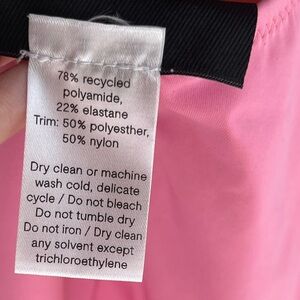 78% recycled
polyamide,
22% elastane
Trim: 50% polyester,
50% nylon
Dry clean or machine
wash cold, delicate
cycle / Do not bleach
Do not tumble dry
Do not iron / Dry clean
any solvent except
trichloroethylene